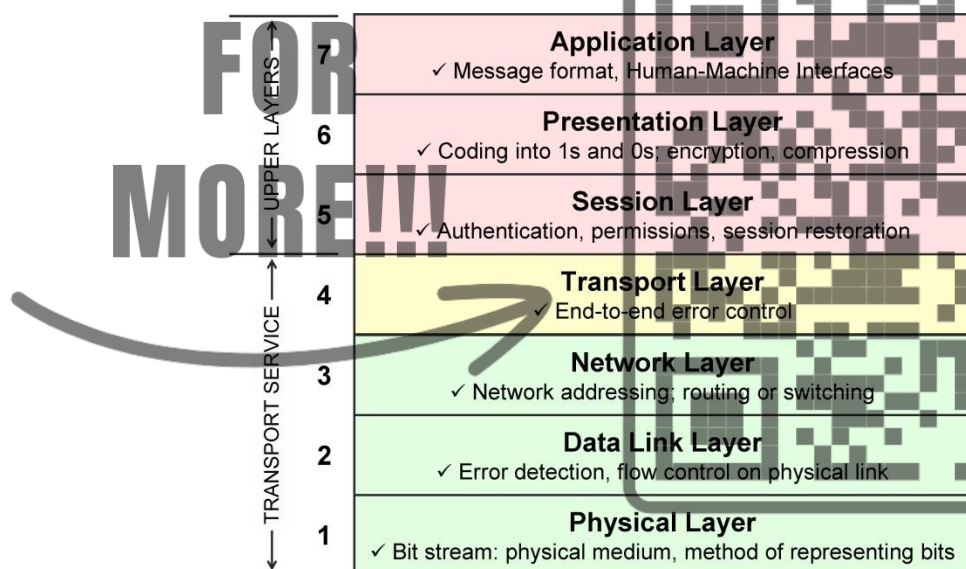 FOR
MORE!!!
UPPER LAYERS
TRANSPORT SERVICE
7
Application Layer
✓ Message format, Human-Machine Interfaces
6
Presentation Layer
✓ Coding into 1s and 0s; encryption, compression
5
Session Layer
✓ Authentication, permissions, session restoration
4
Transport Layer
✓ End-to-end error control
3
Network Layer
✓ Network addressing; routing or switching
2
Data Link Layer
✓ Error detection, flow control on physical link
1
Physical Layer
✓ Bit stream: physical medium, method of representing bits